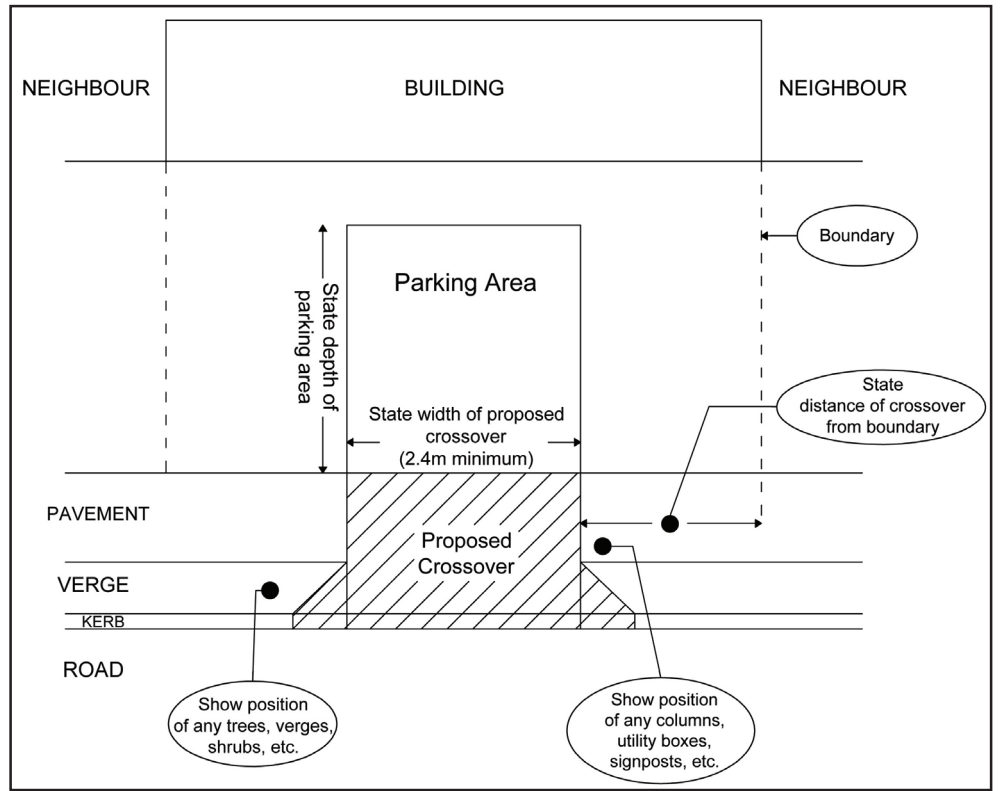 NEIGHBOUR
BUILDING
NEIGHBOUR
Boundary
Parking Area
State depth of
parking area
State
distance of crossover
from boundary
State width of proposed
crossover
(2.4m minimum)
PAVEMENT
Proposed
Crossover
VERGE
KERB
ROAD
Show position
of any trees, verges,
shrubs, etc.
Show position
of any columns,
utility boxes,
signposts, etc.